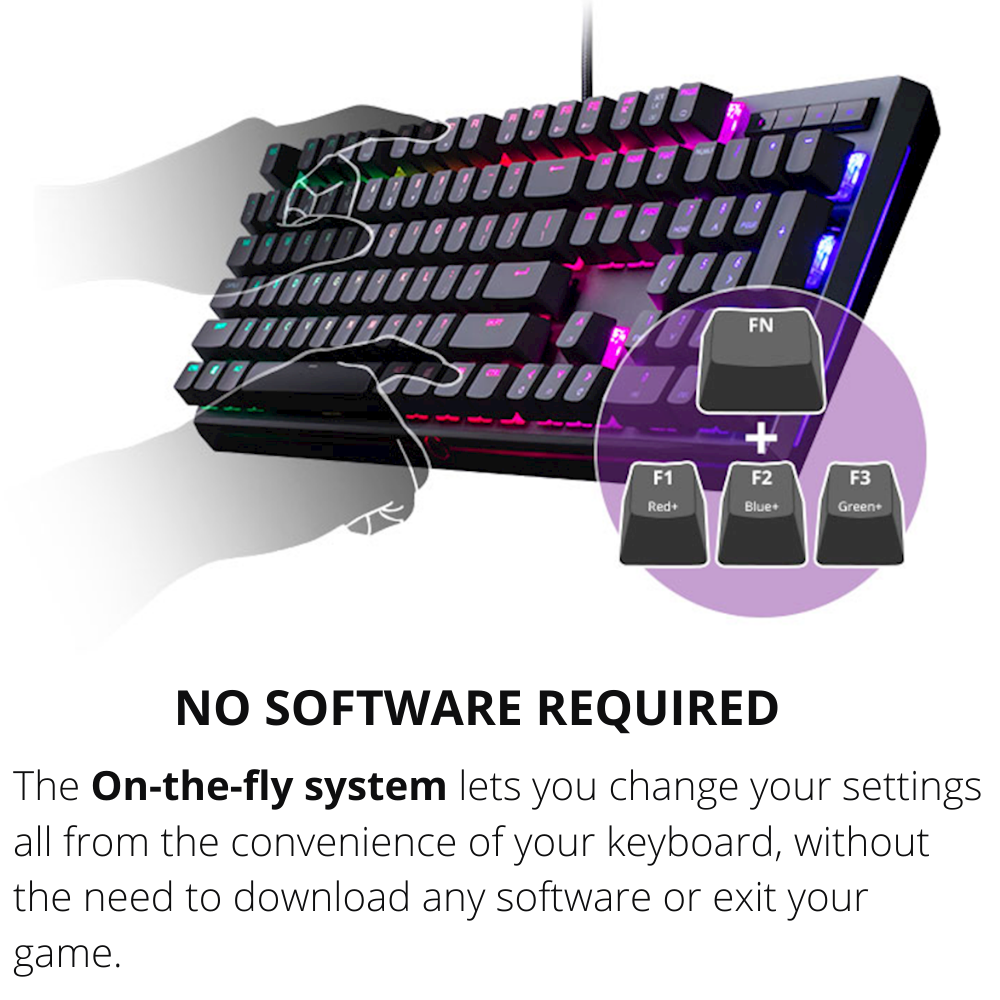 FN
+
F1 F2 F3
Red+ Blue+ Green+
NO SOFTWARE REQUIRED
The On-the-fly system lets you change your settings
all from the convenience of your keyboard, without
the need to download any software or exit your
game.